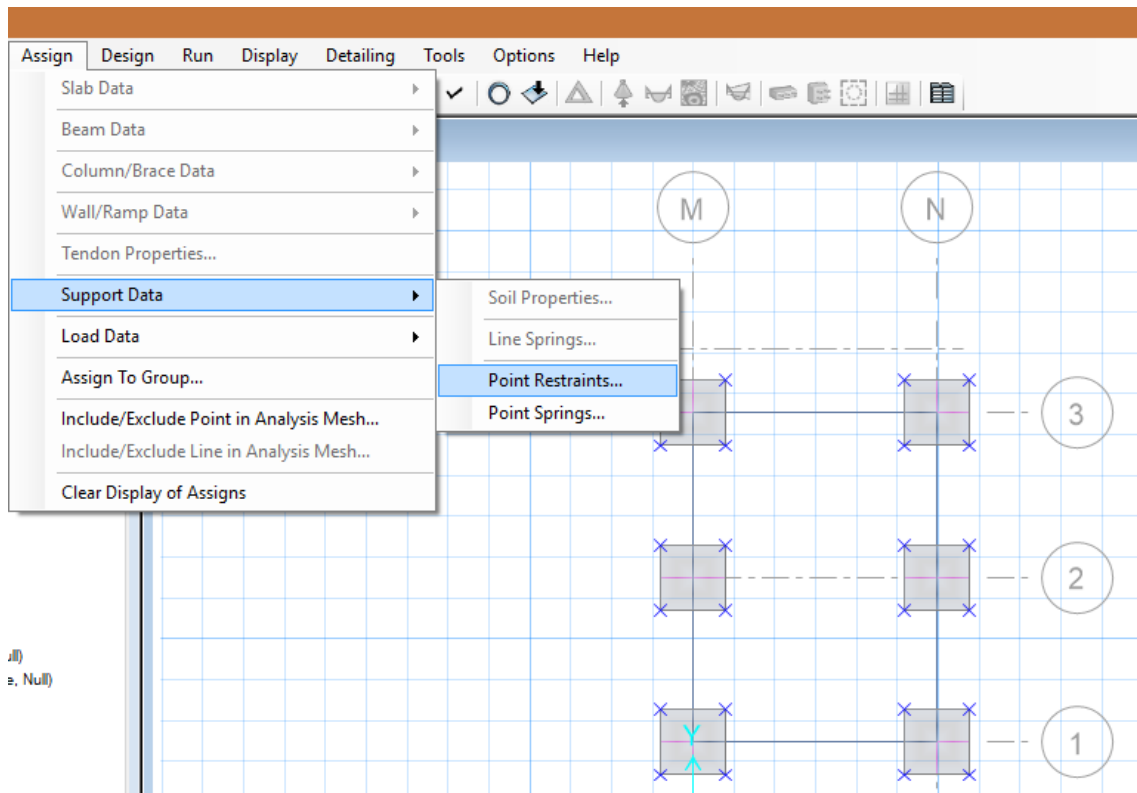 Assign Design Run Display Detailing Tools Options Help
Slab Data
Beam Data
Column/Brace Data
Wall/Ramp Data
Tendon Properties...
Support Data
Load Data
Assign To Group...
Include/Exclude Point in Analysis Mesh...
Include/Exclude Line in Analysis Mesh...
Clear Display of Assigns
Soil Properties...
Line Springs...
Point Restraints...
Point Springs...
M N
3
2
1
Y
e, Null)